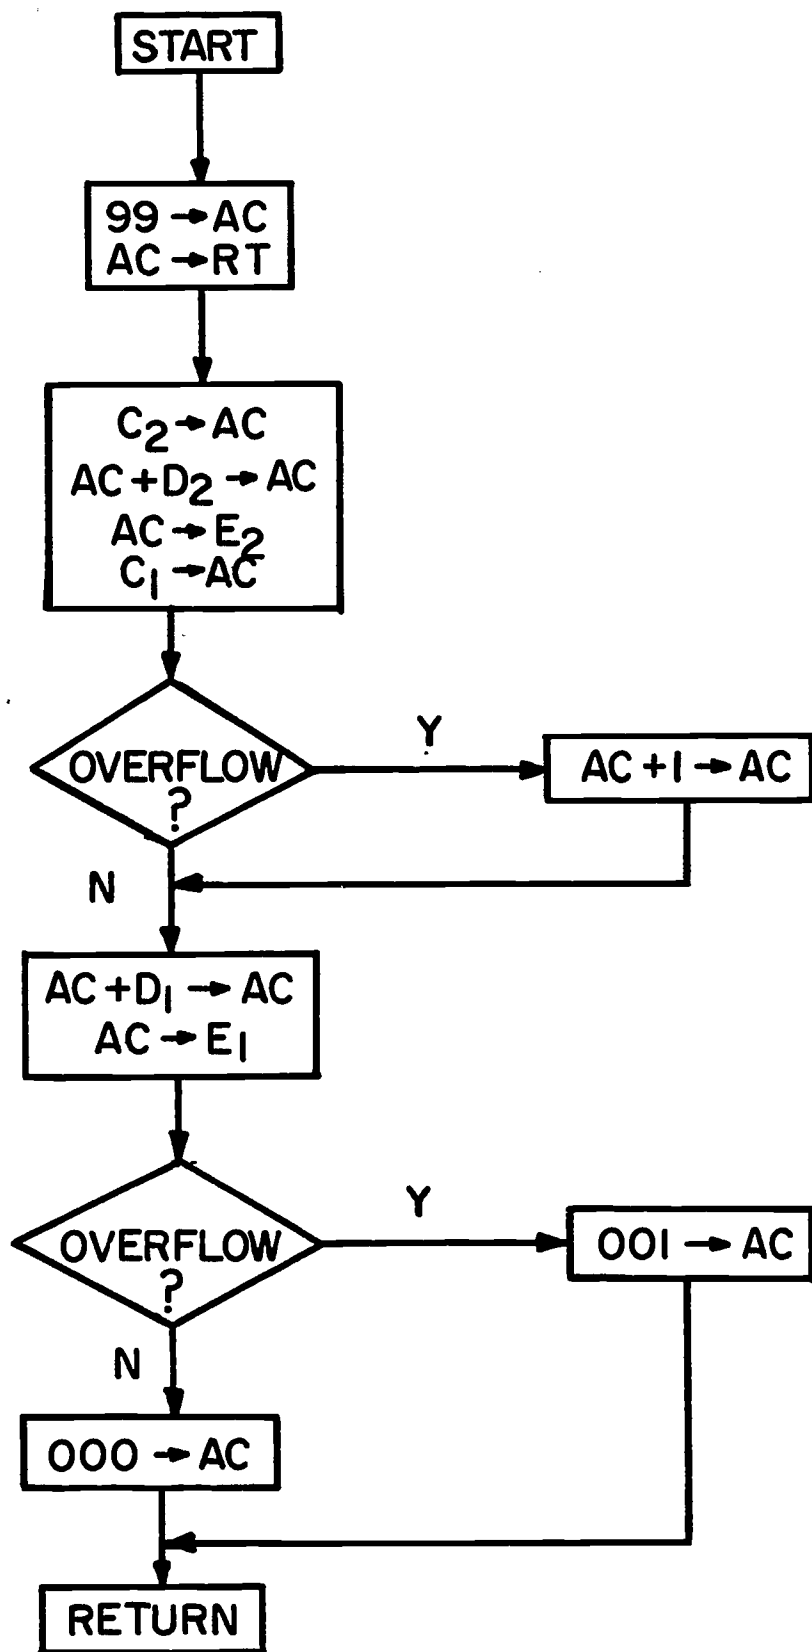 START
99 → AC
AC → RT
C₂ → AC
AC + D₂ → AC
AC → E₂
C₁ → AC
OVERFLOW
?
Y
AC + 1 → AC
N
AC + D₁ → AC
AC → E₁
OVERFLOW
?
Y
001 → AC
N
000 → AC
RETURN